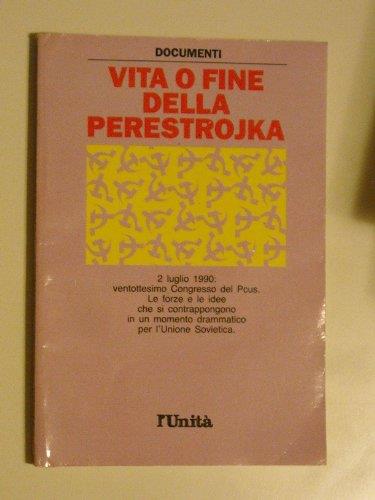 DOCUMENTI
VITA O FINE
DELLA
PERESTROJKA
2 luglio 1990:
ventottesimo Congresso del Pcus.
Le forze e le idee
che si contrappongono
in un momento drammatico
per l'Unione Sovietica.
l'Unità